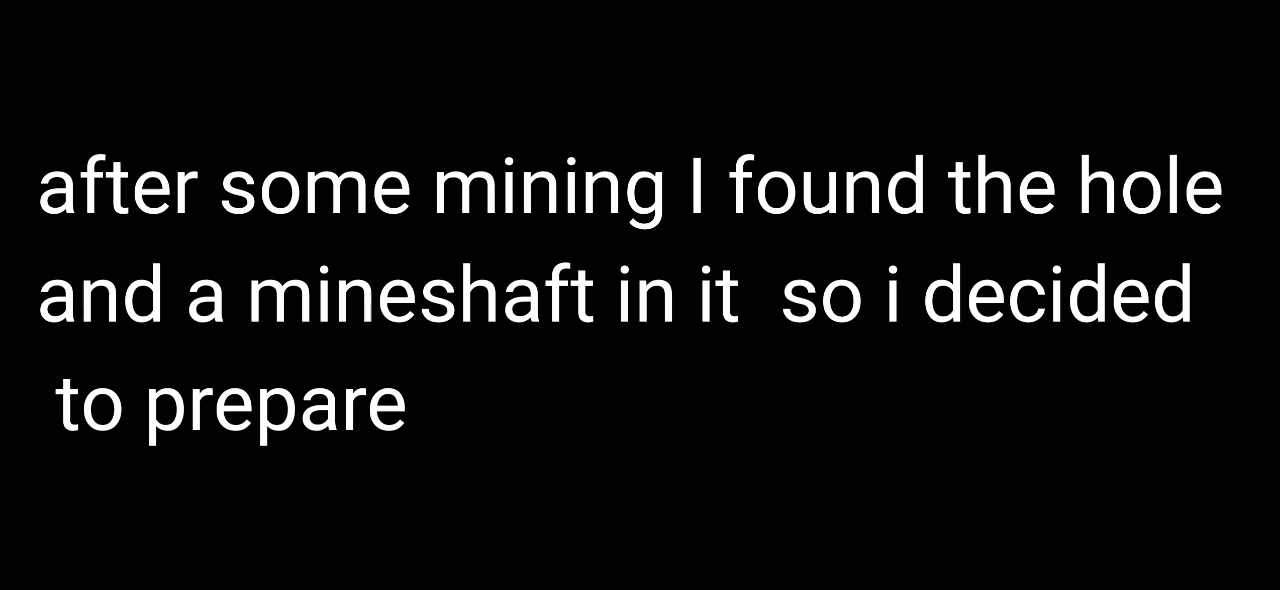 after some mining I found the hole
and a mineshaft in it  so i decided
to prepare